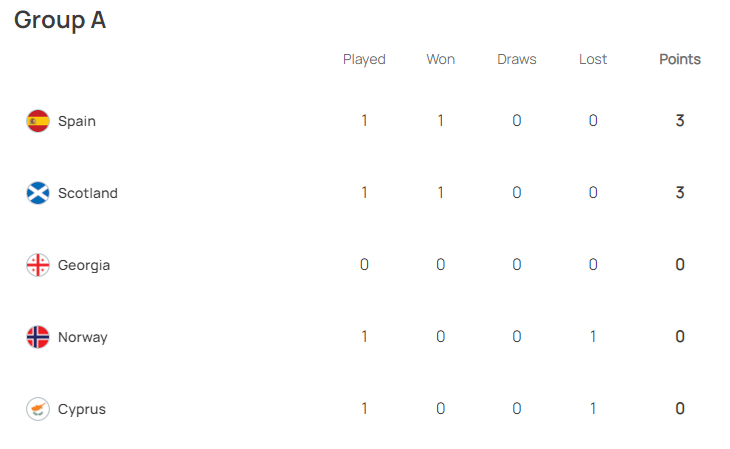 Group A
Played Won Draws Lost Points
Spain 1 1 0 0 3
Scotland 1 1 0 0 3
Georgia 0 0 0 0 0
Norway 1 0 0 1 0
Cyprus 1 0 0 1 0